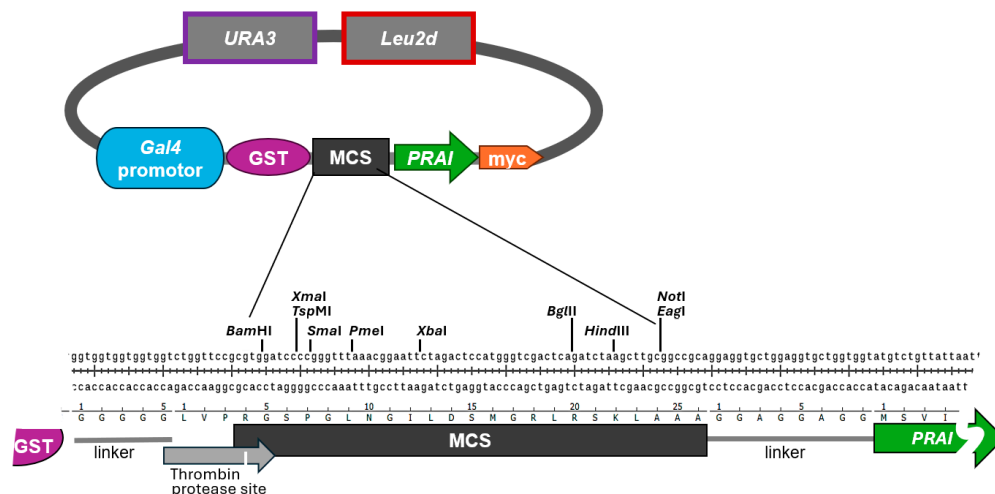 URA3
Leu2d
Gal4
promotor
GST
MCS
PRAI
myc
XmaI
TspMI
BamHI
SmaI
PmeI
XbaI
BglII
HindIII
NotI
EagI
ggtggtggtggtggtctggttccgcgtggatccccgggtttaaacggaattctagactccatgggtcgactcagatctaagcttgcggccgcaggaggtgctggaggtgctggtggtatgtctgttattaat
ccaccaccaccaccagaccaaggcgcacctaggggcccaaatttgccttaagatctgaggtacccagctgagtctagattcgaacgccggcgtcctccacgacctccacgaccaccatacagacaataatt
1 5 1 5 10 15 20 25 1 5 1
G G G G G L V P R G S P G L N G I L D S M G R L R S K L A A A G G A G G A G G M S V I
GST
linker
MCS
linker
PRAI
Thrombin
protease site